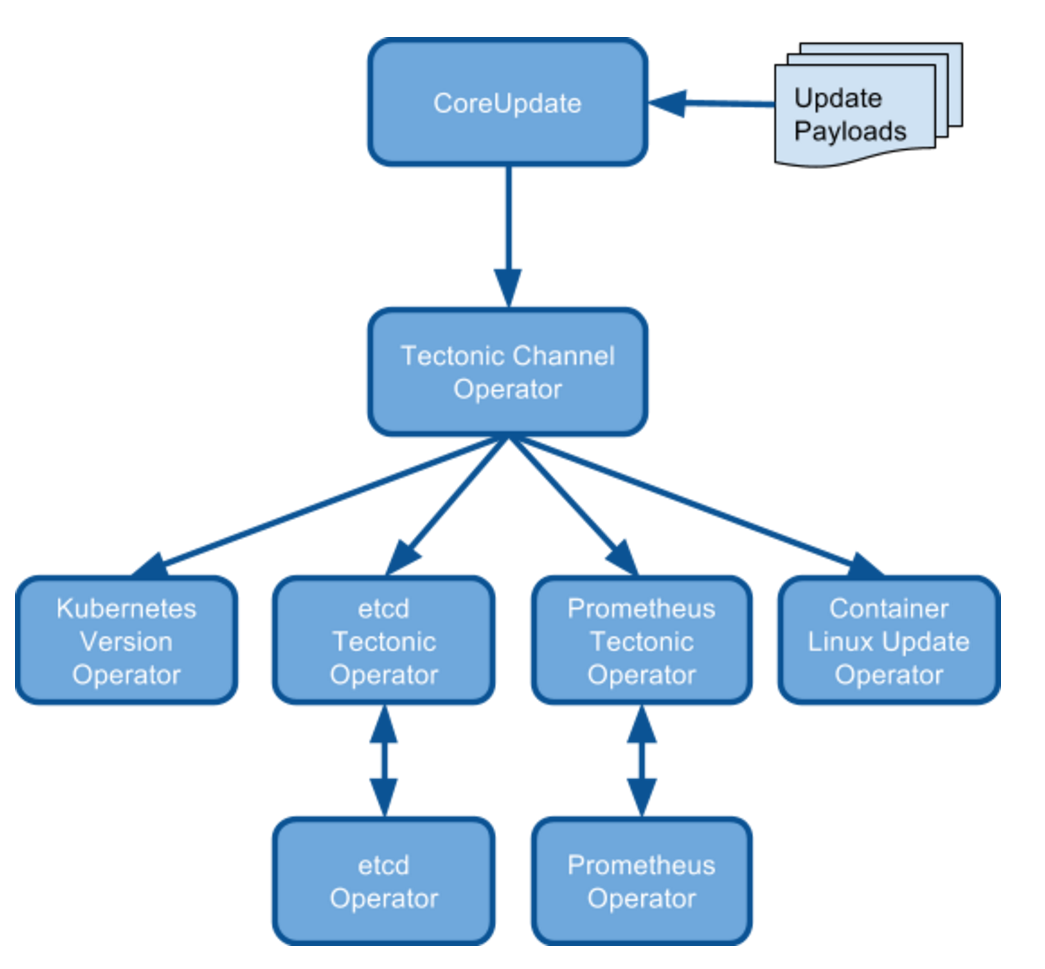 CoreUpdate
Update
Payloads
Tectonic Channel
Operator
Kubernetes
Version
Operator
etcd
Tectonic
Operator
Prometheus
Tectonic
Operator
Container
Linux Update
Operator
etcd
Operator
Prometheus
Operator